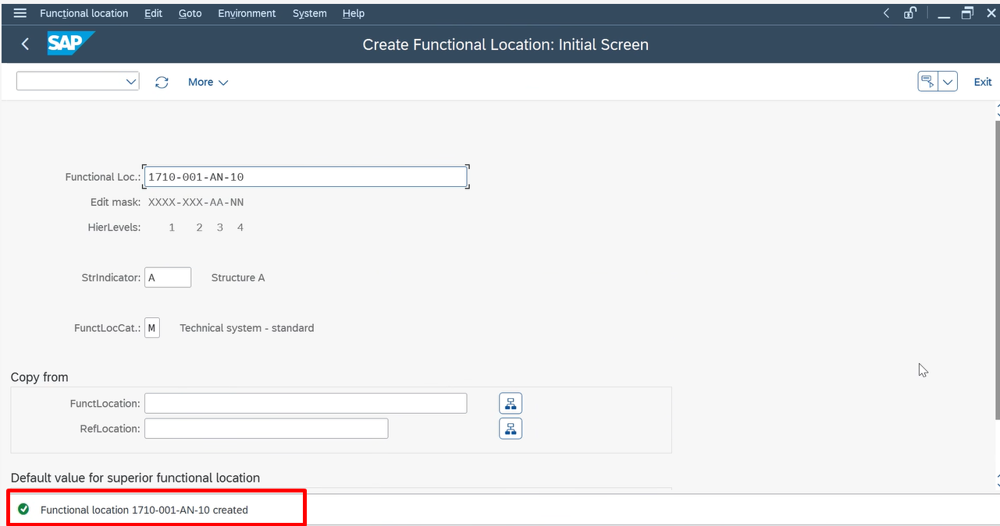 Functional location Edit Goto Environment System Help
SAP Create Functional Location: Initial Screen
More Exit
Functional Loc.: 1710-001-AN-10
Edit mask: XXXX-XXX-AA-NN
HierLevels: 1 2 3 4
StrIndicator: A Structure A
FunctLocCat.: M Technical system - standard
Copy from
FunctLocation:
RefLocation:
Default value for superior functional location
Functional location 1710-001-AN-10 created